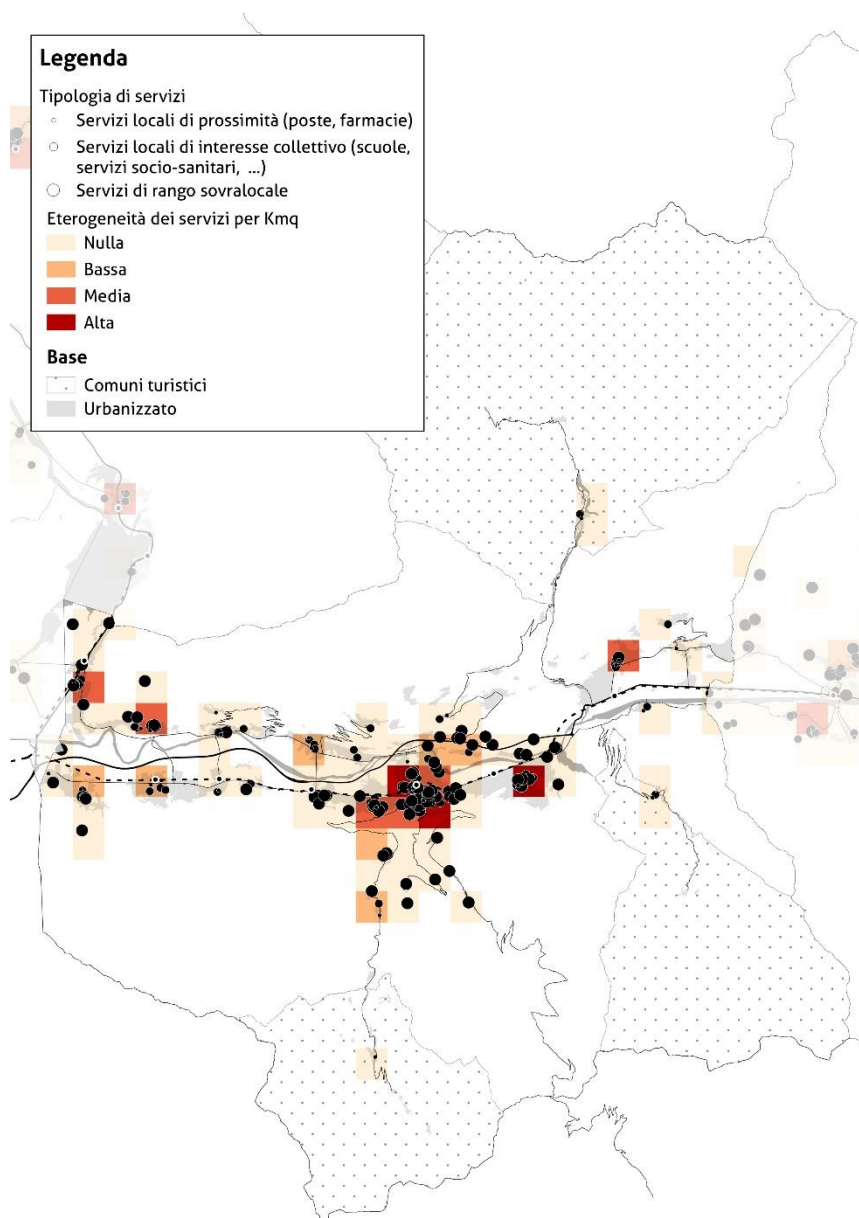 Legenda
Tipologia di servizi
Servizi locali di prossimità (poste, farmacie)
Servizi locali di interesse collettivo (scuole,
servizi socio-sanitari, ...)
Servizi di rango sovralocale
Eterogeneità dei servizi per Kmq
Nulla
Bassa
Media
Alta
Base
Comuni turistici
Urbanizzato